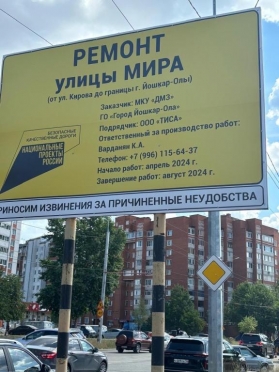 РЕМОНТ
улицы МИРА
(от ул. Кирова до границы г. Йошкар-Олы)
Заказчик: МКУ «ДМЗ»
ГО «Город Йошкар-Ола»
Подрядчик: ООО «ТИСА»
Ответственный за производство работ:
Варданян К.А.
Телефон: +7 (996) 115-64-37
Начало работ: апрель 2024 г.
Завершение работ: август 2024 г.
БЕЗОПАСНЫЕ
КАЧЕСТВЕННЫЕ ДОРОГИ
НАЦИОНАЛЬНЫЕ
ПРОЕКТЫ
РОССИИ
РИНОСИМ ИЗВИНЕНИЯ ЗА ПРИЧИНЕННЫЕ НЕУДОБСТВА